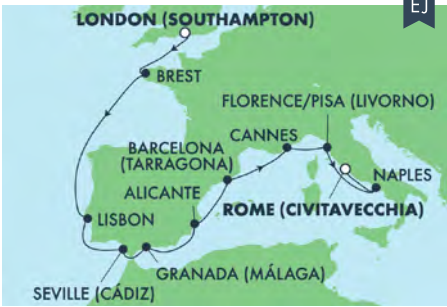 EJ
LONDON (SOUTHAMPTON)
BREST
FLORENCE/PISA (LIVORNO)
CANNES
BARCELONA
(TARRAGONA)
NAPLES
ALICANTE
ROME (CIVITAVECCHIA)
LISBON
GRANADA (MÁLAGA)
SEVILLE (CÁDIZ)